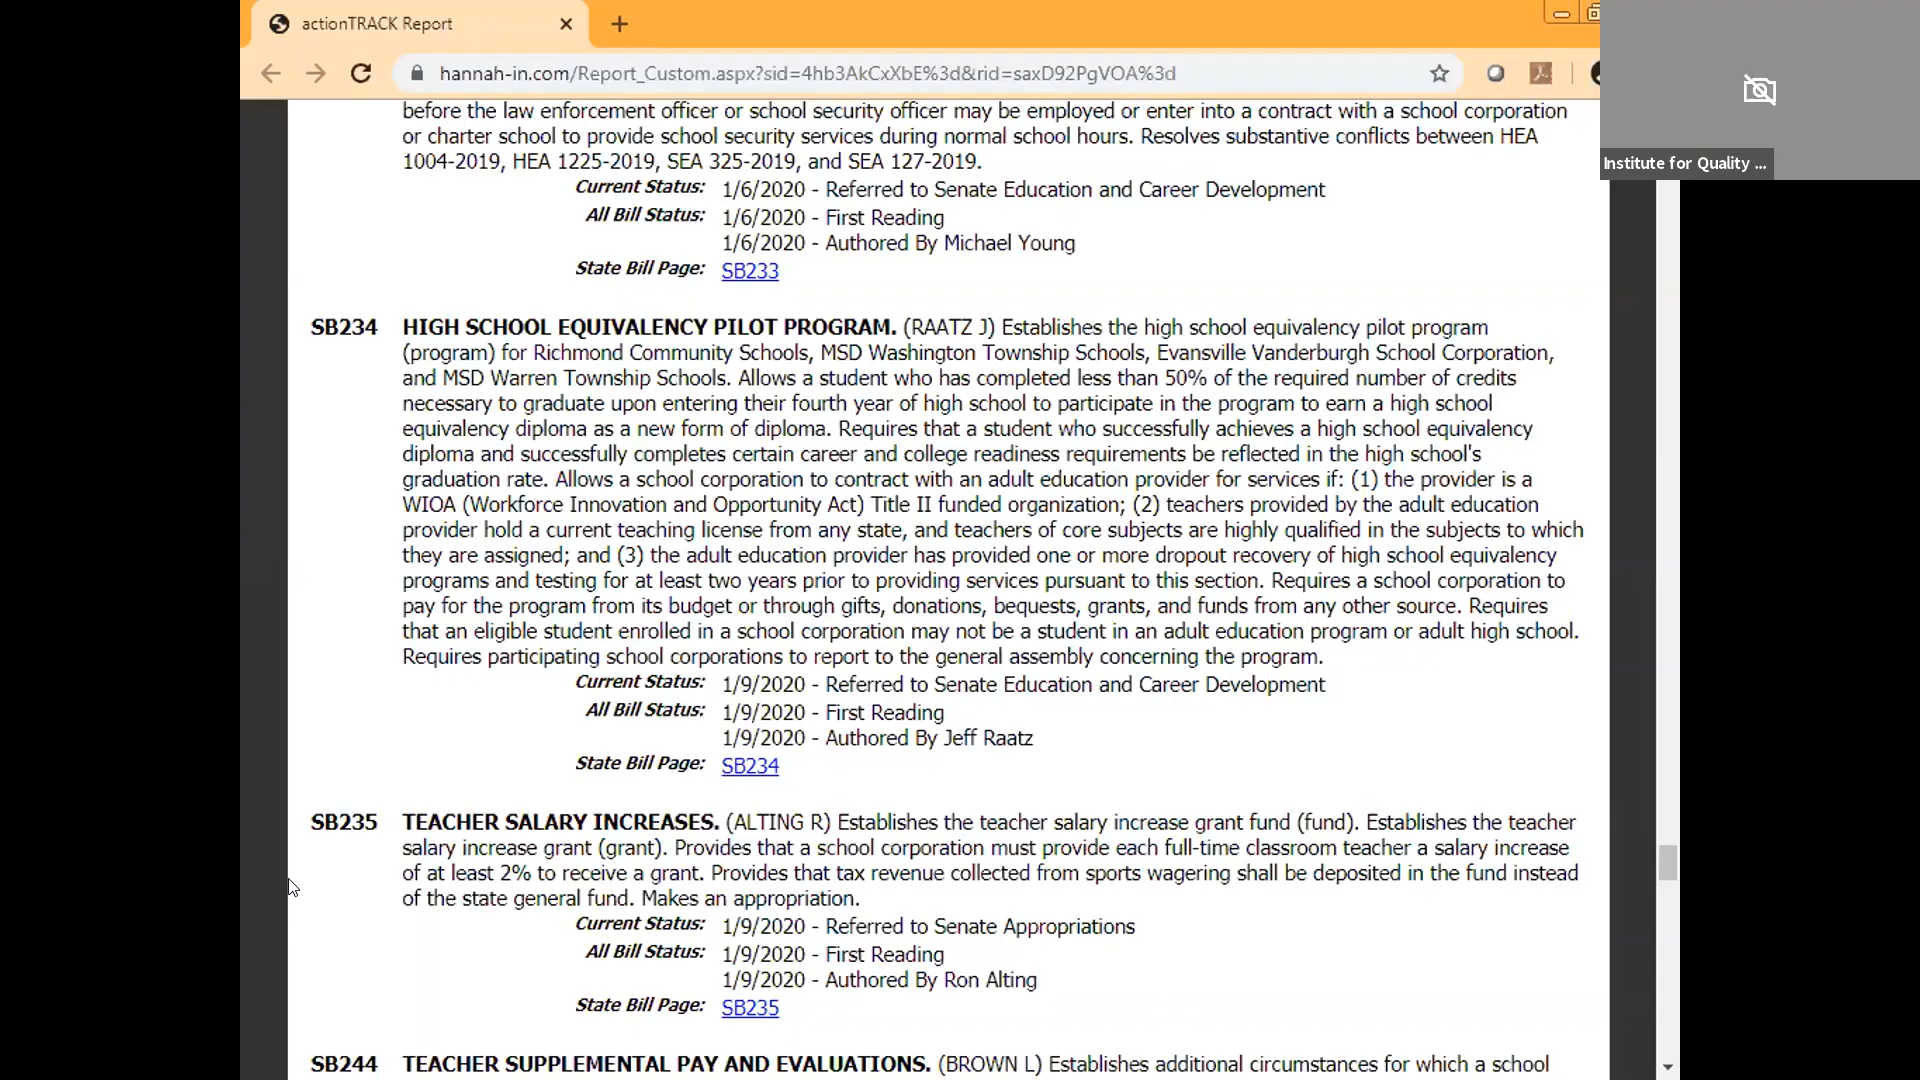 actionTRACK Report
hannah-in.com/Report_Custom.aspx?sid=4hb3AkCxXbE%3d&rid=saxD92PgVOA%3d
Institute for Quality ...
before the law enforcement officer or school security officer may be employed or enter into a contract with a school corporation
or charter school to provide school security services during normal school hours. Resolves substantive conflicts between HEA
1004-2019, HEA 1225-2019, SEA 325-2019, and SEA 127-2019.
Current Status: 1/6/2020 - Referred to Senate Education and Career Development
All Bill Status: 1/6/2020 - First Reading
1/6/2020 - Authored By Michael Young
State Bill Page: SB233
SB234 HIGH SCHOOL EQUIVALENCY PILOT PROGRAM. (RAATZ J) Establishes the high school equivalency pilot program
(program) for Richmond Community Schools, MSD Washington Township Schools, Evansville Vanderburgh School Corporation,
and MSD Warren Township Schools. Allows a student who has completed less than 50% of the required number of credits
necessary to graduate upon entering their fourth year of high school to participate in the program to earn a high school
equivalency diploma as a new form of diploma. Requires that a student who successfully achieves a high school equivalency
diploma and successfully completes certain career and college readiness requirements be reflected in the high school's
graduation rate. Allows a school corporation to contract with an adult education provider for services if: (1) the provider is a
WIOA (Workforce Innovation and Opportunity Act) Title II funded organization; (2) teachers provided by the adult education
provider hold a current teaching license from any state, and teachers of core subjects are highly qualified in the subjects to which
they are assigned; and (3) the adult education provider has provided one or more dropout recovery of high school equivalency
programs and testing for at least two years prior to providing services pursuant to this section. Requires a school corporation to
pay for the program from its budget or through gifts, donations, bequests, grants, and funds from any other source. Requires
that an eligible student enrolled in a school corporation may not be a student in an adult education program or adult high school.
Requires participating school corporations to report to the general assembly concerning the program.
Current Status: 1/9/2020 - Referred to Senate Education and Career Development
All Bill Status: 1/9/2020 - First Reading
1/9/2020 - Authored By Jeff Raatz
State Bill Page: SB234
SB235 TEACHER SALARY INCREASES. (ALTING R) Establishes the teacher salary increase grant fund (fund). Establishes the teacher
salary increase grant (grant). Provides that a school corporation must provide each full-time classroom teacher a salary increase
of at least 2% to receive a grant. Provides that tax revenue collected from sports wagering shall be deposited in the fund instead
of the state general fund. Makes an appropriation.
Current Status: 1/9/2020 - Referred to Senate Appropriations
All Bill Status: 1/9/2020 - First Reading
1/9/2020 - Authored By Ron Alting
State Bill Page: SB235
SB244 TEACHER SUPPLEMENTAL PAY AND EVALUATIONS. (BROWN L) Establishes additional circumstances for which a school